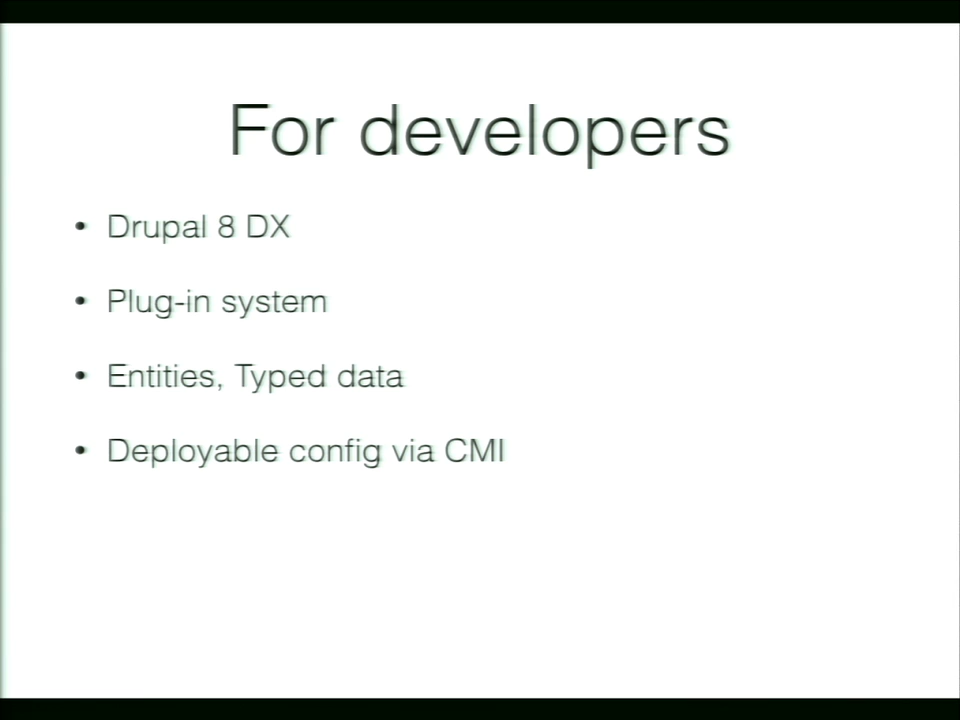 For developers
• Drupal 8 DX
• Plug-in system
• Entities, Typed data
• Deployable config via CMI